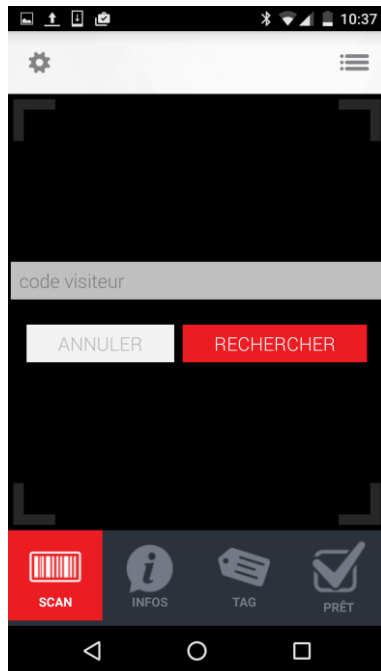 10:37
code visiteur
ANNULER RECHERCHER
SCAN INFOS TAG PRÊT